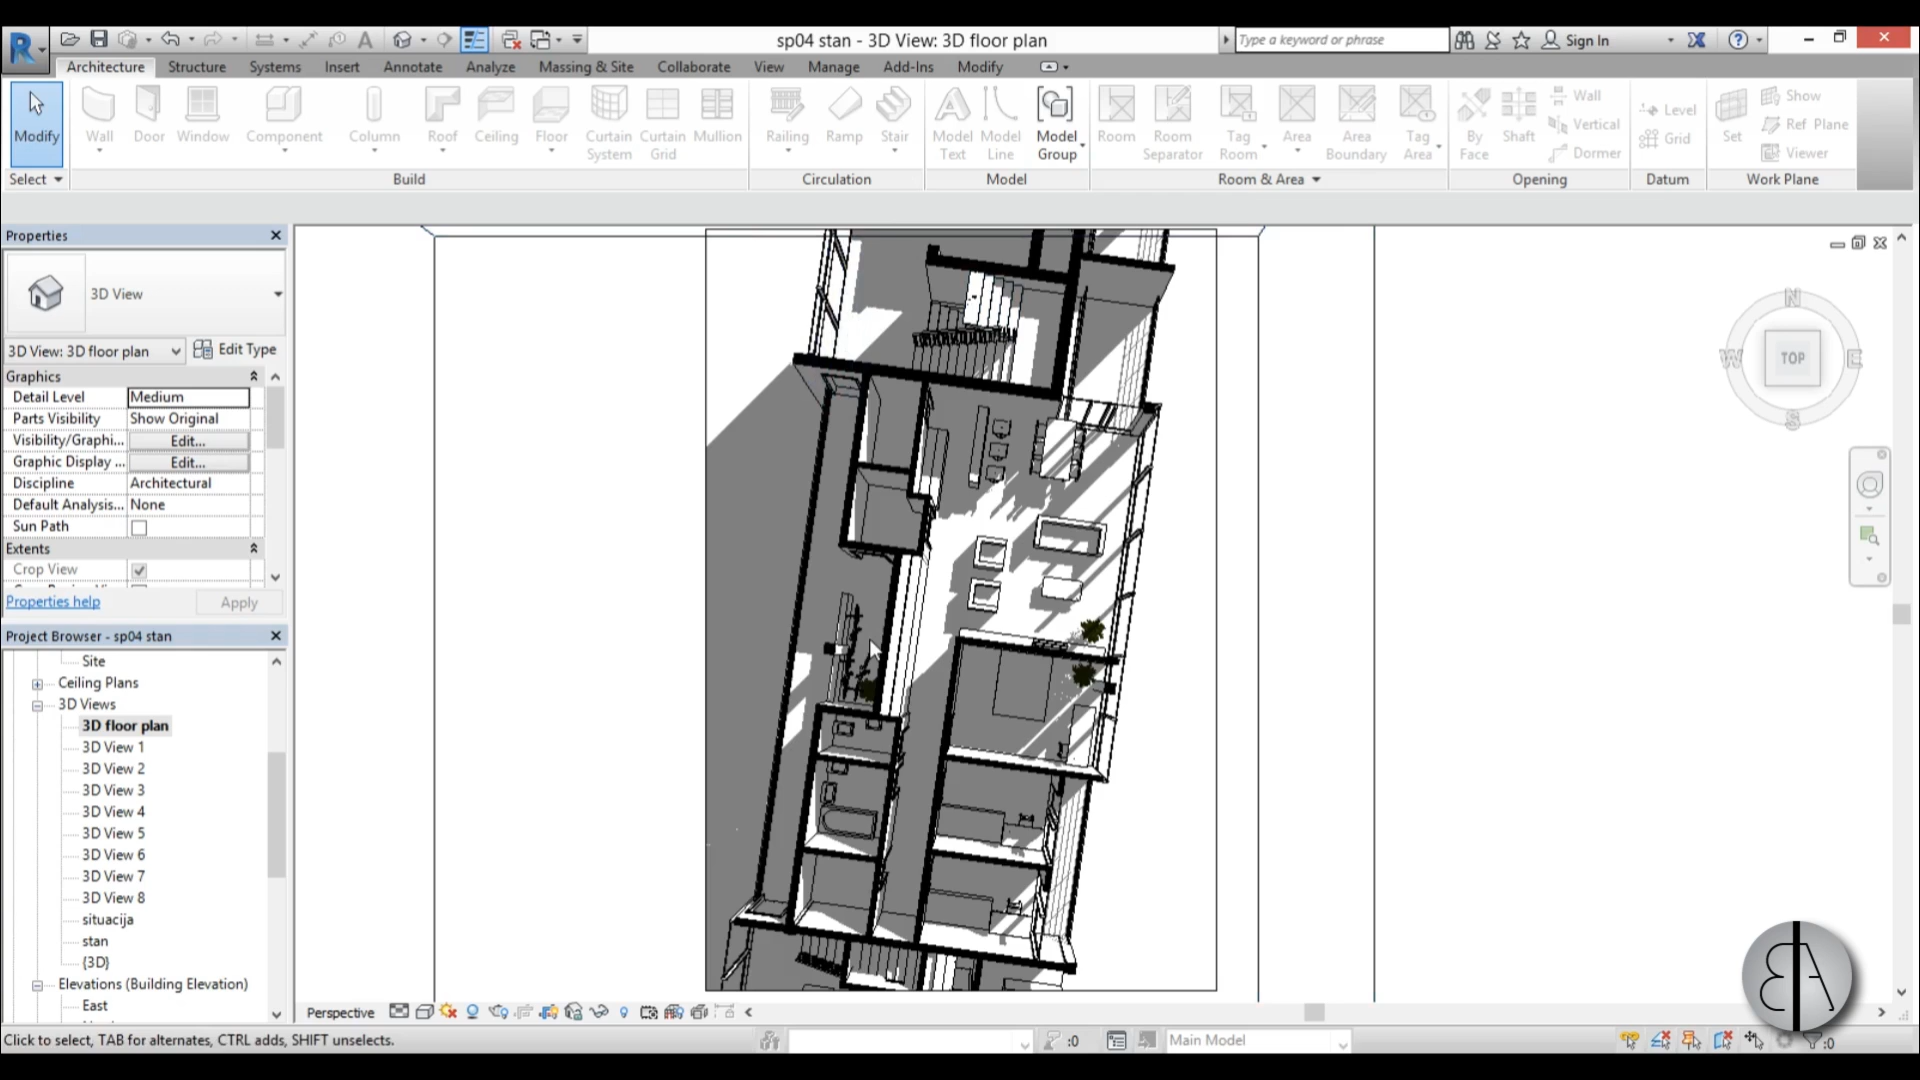 sp04 stan - 3D View: 3D floor plan
Type a keyword or phrase
Sign In
Architecture Structure Systems Insert Annotate Analyze Massing & Site Collaborate View Manage Add-Ins Modify
Modify Wall Door Window Component Column Roof Ceiling Floor Curtain System Curtain Grid Mullion Railing Ramp Stair Model Text Model Line Model Group Room Room Separator Tag Room Area Area Boundary Tag Area By Face Shaft Wall Vertical Dormer Level Grid Set Show Ref Plane Viewer
Select Build Circulation Model Room & Area Opening Datum Work Plane
Properties
3D View
3D View: 3D floor plan Edit Type
Graphics
Detail Level Medium
Parts Visibility Show Original
Visibility/Graphi... Edit...
Graphic Display ... Edit...
Discipline Architectural
Default Analysis... None
Sun Path
Extents
Crop View
Properties help Apply
Project Browser - sp04 stan
Site
Ceiling Plans
3D Views
3D floor plan
3D View 1
3D View 2
3D View 3
3D View 4
3D View 5
3D View 6
3D View 7
3D View 8
situacija
stan
{3D}
Elevations (Building Elevation)
East
N
W TOP E
S
Perspective
Click to select, TAB for alternates, CTRL adds, SHIFT unselects.
:0
Main Model
:0